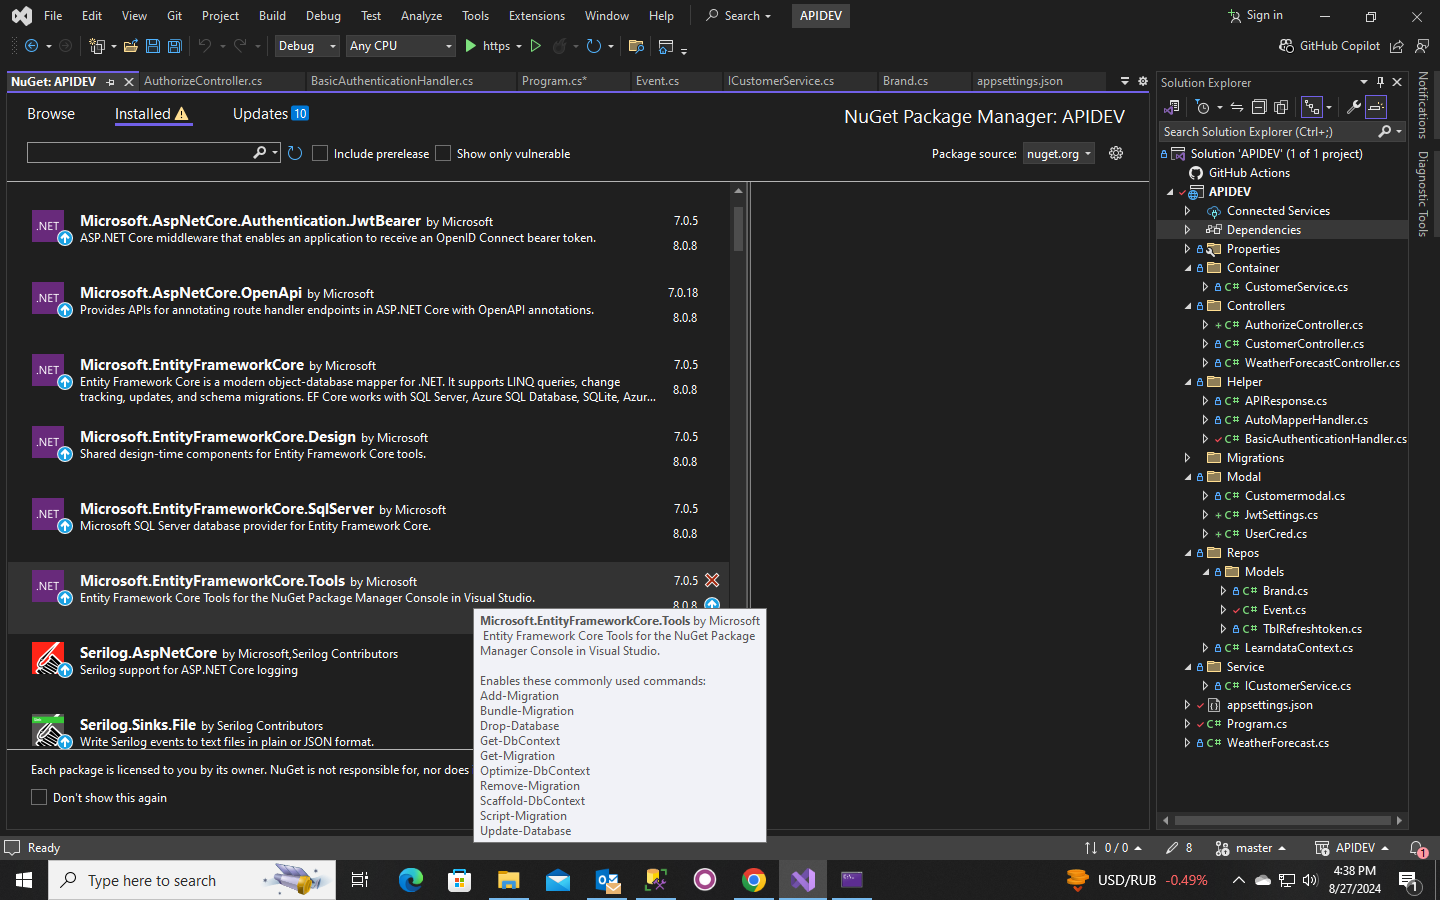 File Edit View Git Project Build Debug Test Analyze Tools Extensions Window Help Search APIDEV Sign in
Debug Any CPU https GitHub Copilot
NuGet: APIDEV AuthorizeController.cs BasicAuthenticationHandler.cs Program.cs* Event.cs ICustomerService.cs Brand.cs appsettings.json
Browse Installed Updates 10
NuGet Package Manager: APIDEV
Include prerelease Show only vulnerable Package source: nuget.org
.NET Microsoft.AspNetCore.Authentication.JwtBearer by Microsoft 7.0.5
ASP.NET Core middleware that enables an application to receive an OpenID Connect bearer token.
8.0.8
.NET Microsoft.AspNetCore.OpenApi by Microsoft 7.0.18
Provides APIs for annotating route handler endpoints in ASP.NET Core with OpenAPI annotations.
8.0.8
.NET Microsoft.EntityFrameworkCore by Microsoft 7.0.5
Entity Framework Core is a modern object-database mapper for .NET. It supports LINQ queries, change
8.0.8
tracking, updates, and schema migrations. EF Core works with SQL Server, Azure SQL Database, SQLite, Azur...
.NET Microsoft.EntityFrameworkCore.Design by Microsoft 7.0.5
Shared design-time components for Entity Framework Core tools.
8.0.8
.NET Microsoft.EntityFrameworkCore.SqlServer by Microsoft 7.0.5
Microsoft SQL Server database provider for Entity Framework Core.
8.0.8
.NET Microsoft.EntityFrameworkCore.Tools by Microsoft 7.0.5
Entity Framework Core Tools for the NuGet Package Manager Console in Visual Studio.
8.0.8
Serilog.AspNetCore by Microsoft,Serilog Contributors
Serilog support for ASP.NET Core logging
Serilog.Sinks.File by Serilog Contributors
Write Serilog events to text files in plain or JSON format.
Each package is licensed to you by its owner. NuGet is not responsible for, nor does
Don't show this again
Microsoft.EntityFrameworkCore.Tools by Microsoft
Entity Framework Core Tools for the NuGet Package
Manager Console in Visual Studio.
Enables these commonly used commands:
Add-Migration
Bundle-Migration
Drop-Database
Get-DbContext
Get-Migration
Optimize-DbContext
Remove-Migration
Scaffold-DbContext
Script-Migration
Update-Database
Solution Explorer
Search Solution Explorer (Ctrl+;)
Solution 'APIDEV' (1 of 1 project)
GitHub Actions
APIDEV
Connected Services
Dependencies
Properties
Container
C# CustomerService.cs
Controllers
C# AuthorizeController.cs
C# CustomerController.cs
C# WeatherForecastController.cs
Helper
C# APIResponse.cs
C# AutoMapperHandler.cs
C# BasicAuthenticationHandler.cs
Migrations
Modal
C# Customermodal.cs
C# JwtSettings.cs
C# UserCred.cs
Repos
Models
C# Brand.cs
C# Event.cs
C# TblRefreshtoken.cs
C# LearndataContext.cs
Service
C# ICustomerService.cs
appsettings.json
C# Program.cs
C# WeatherForecast.cs
Notifications
Diagnostic Tools
Ready 0 / 0 8 master APIDEV 1
Type here to search USD/RUB -0.49% 4:38 PM
8/27/2024 1